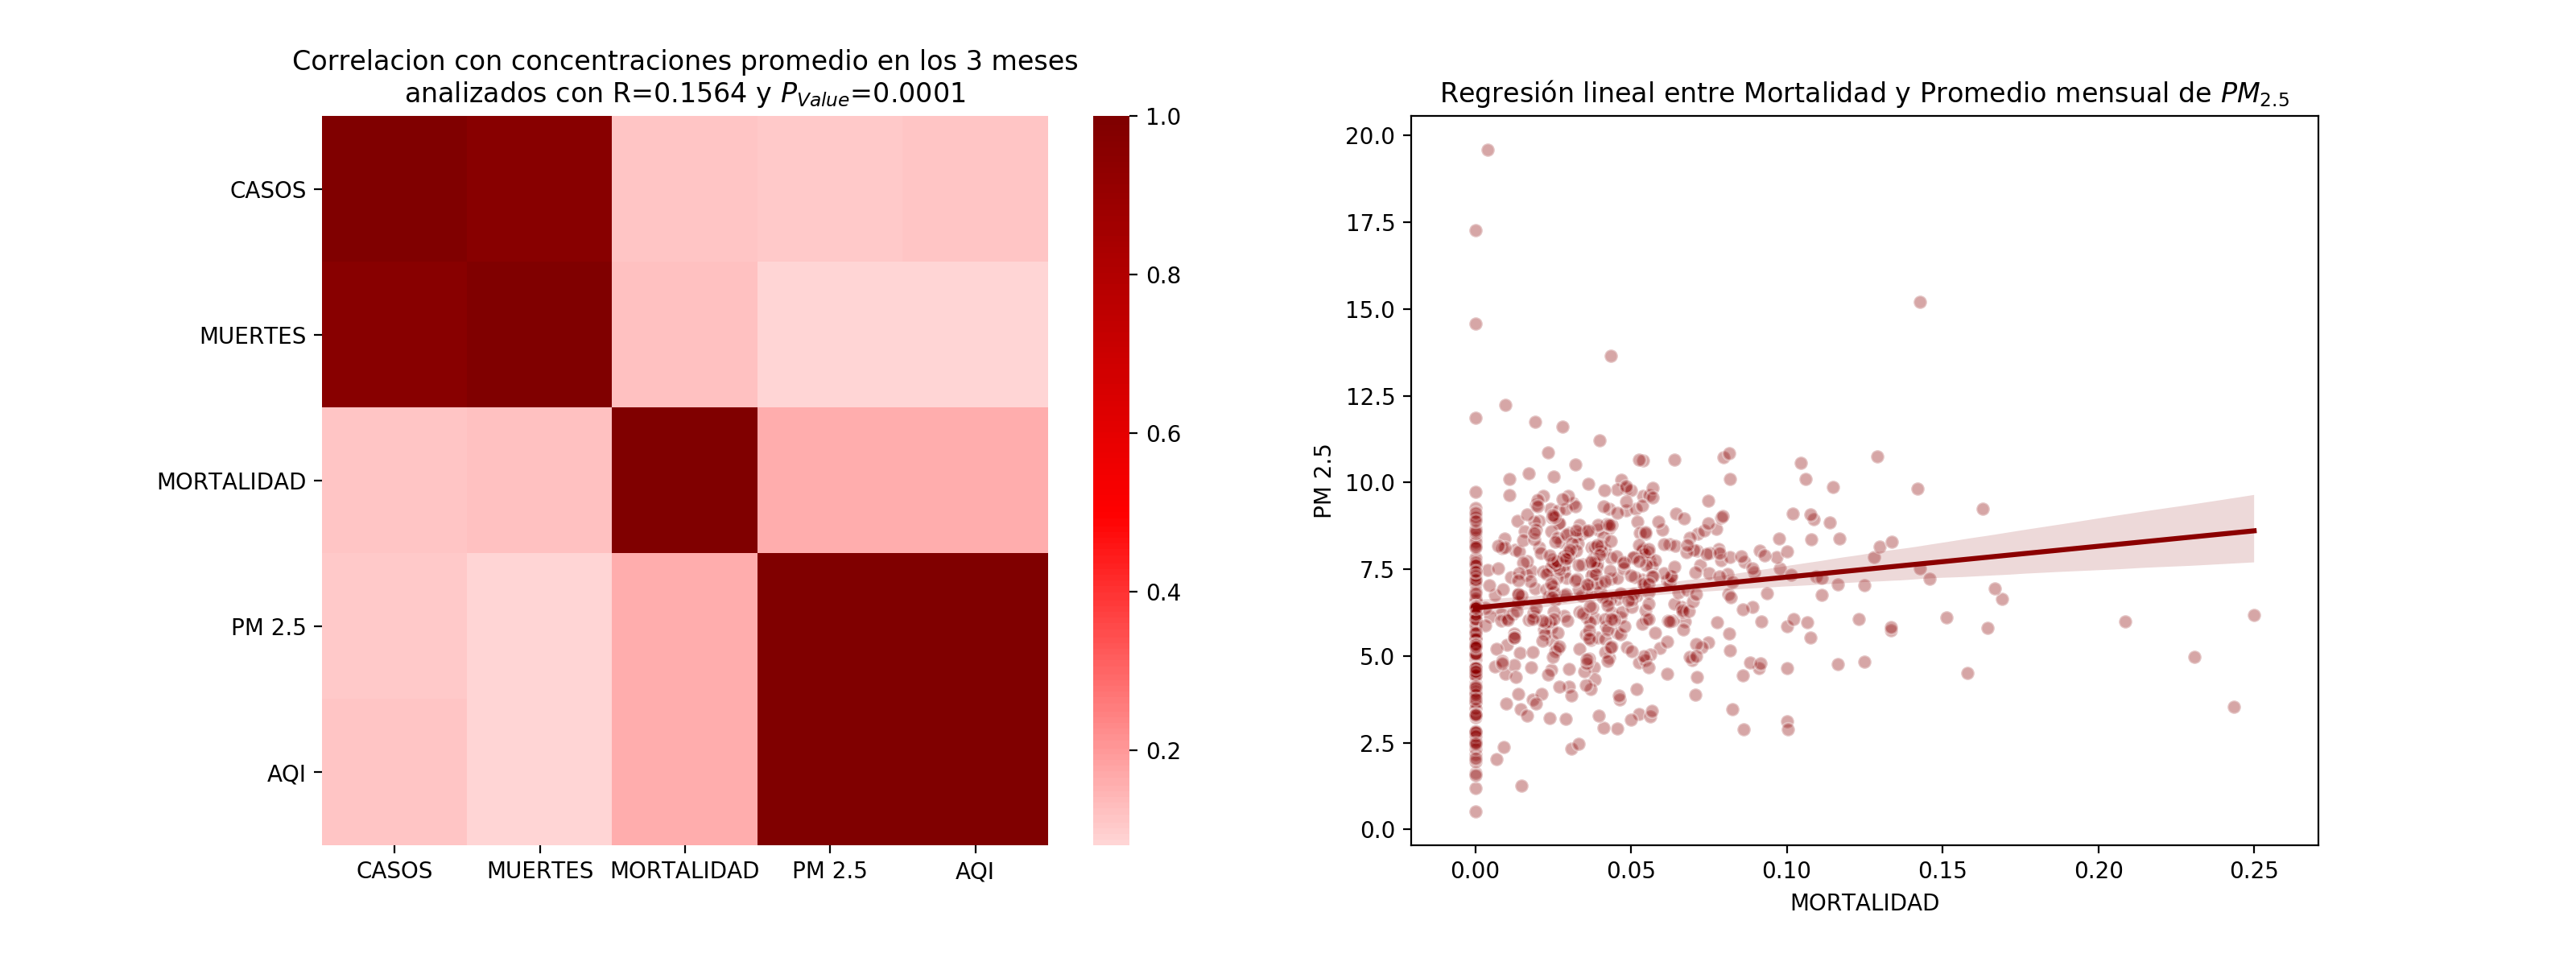 Correlacion con concentraciones promedio en los 3 meses
analizados con R=0.1564 y P_Value=0.0001
CASOS
MUERTES
MORTALIDAD
PM 2.5
AQI
CASOS MUERTES MORTALIDAD PM 2.5 AQI
1.0
0.8
0.6
0.4
0.2
Regresión lineal entre Mortalidad y Promedio mensual de PM_2.5
PM 2.5
20.0
17.5
15.0
12.5
10.0
7.5
5.0
2.5
0.0
0.00 0.05 0.10 0.15 0.20 0.25
MORTALIDAD